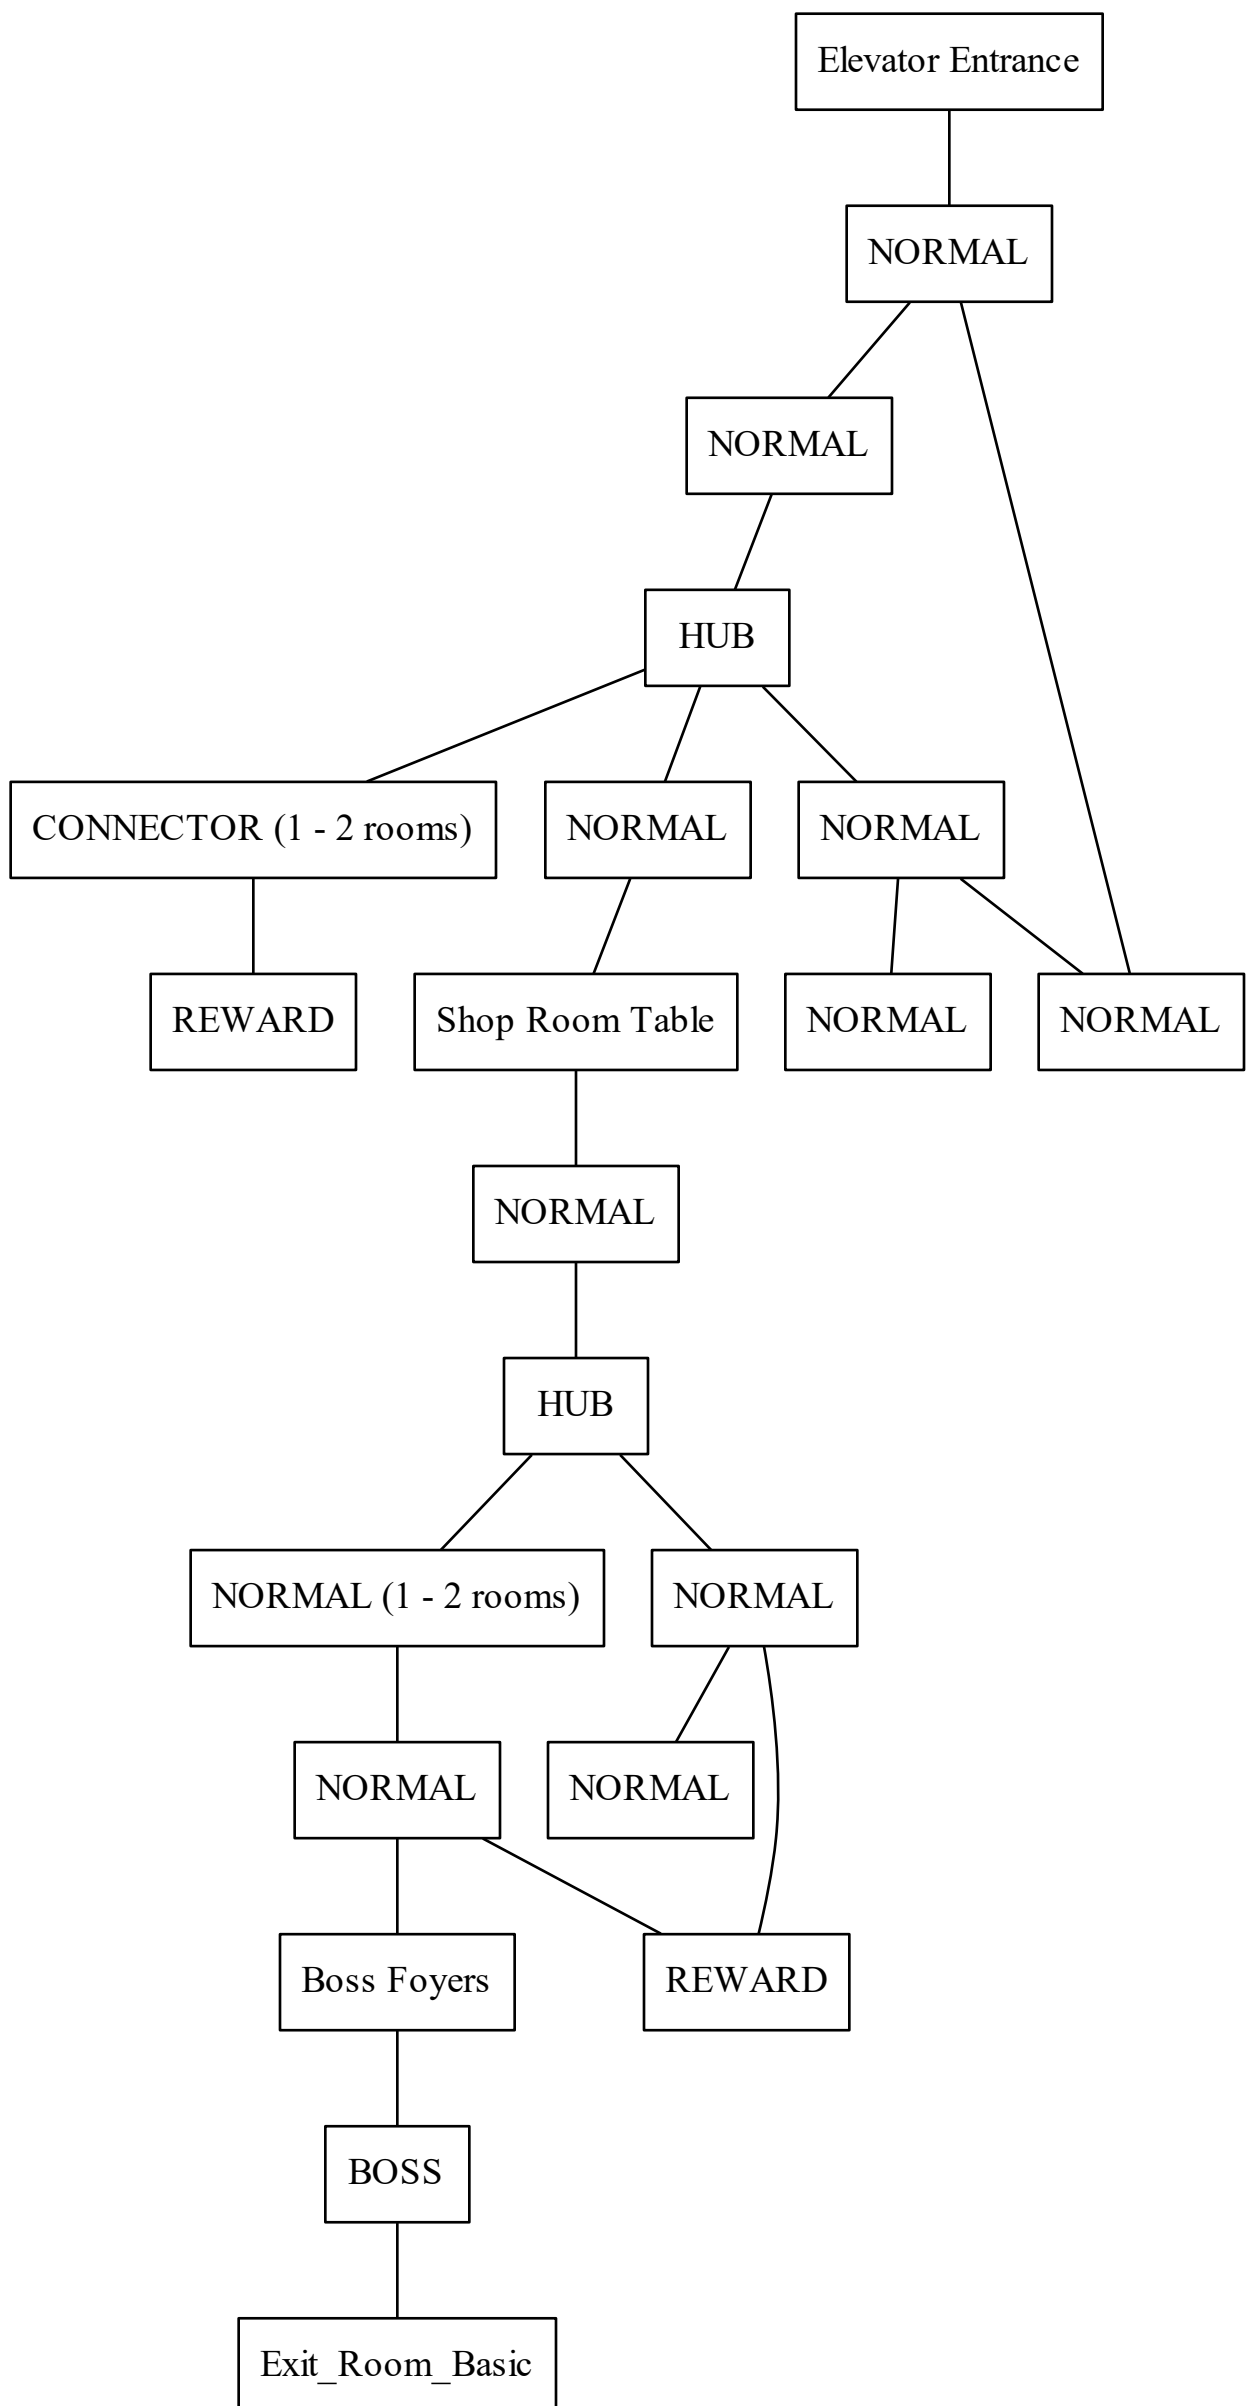 Elevator Entrance
NORMAL
NORMAL
HUB
CONNECTOR (1 - 2 rooms)
NORMAL
NORMAL
REWARD
Shop Room Table
NORMAL
NORMAL
NORMAL
HUB
NORMAL (1 - 2 rooms)
NORMAL
NORMAL
NORMAL
Boss Foyers
REWARD
BOSS
Exit_Room_Basic